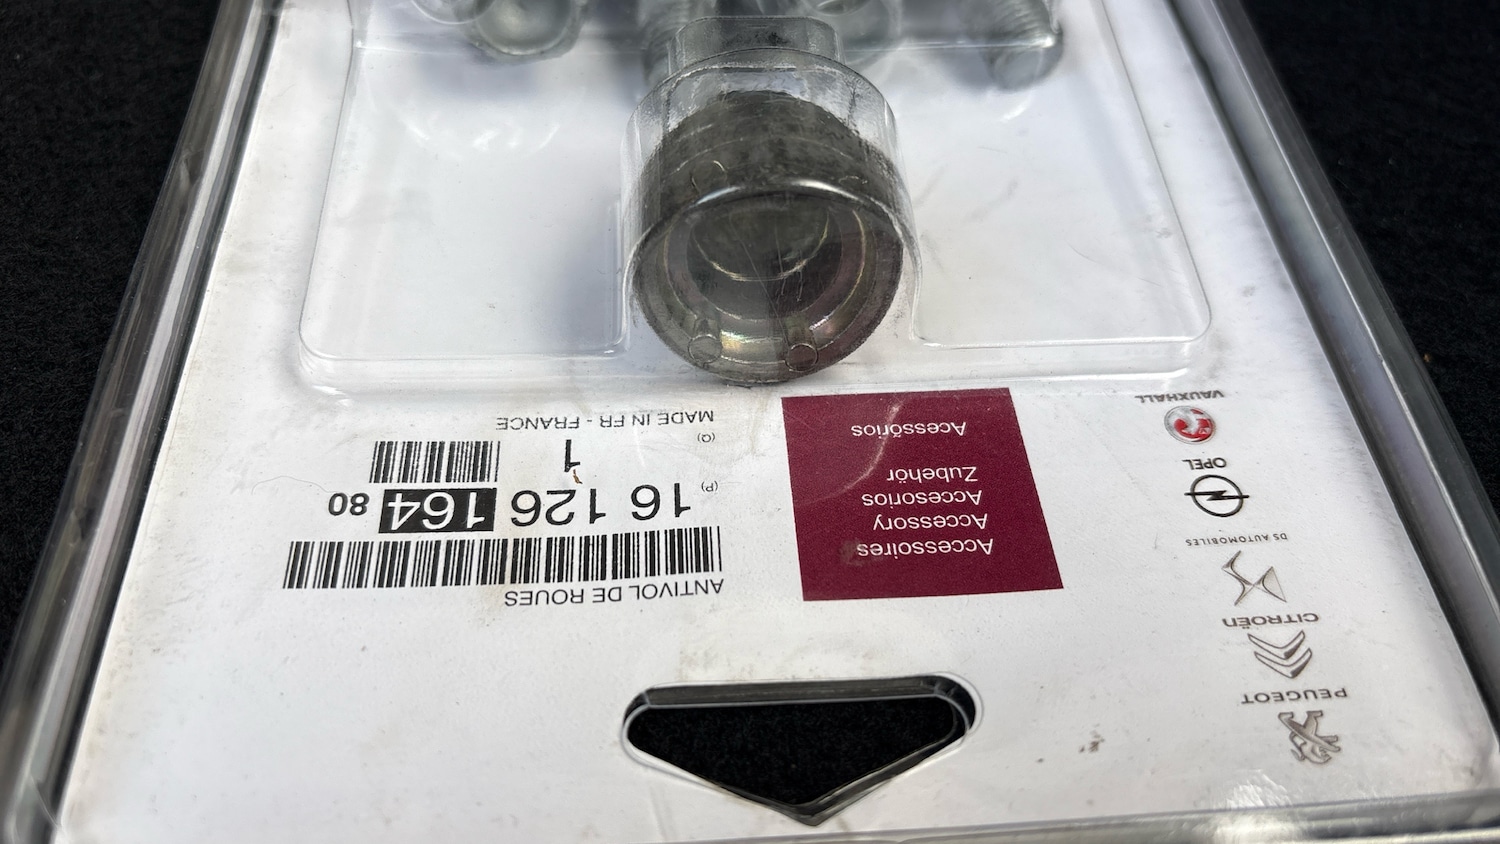 PEUGEOT
CITROËN
DS AUTOMOBILES
OPEL
VAUXHALL
Accessoires
Accessory
Accesorios
Zubehör
Acessórios
ANTIVOL DE ROUES
(P) 16 126 164 80
(Q) 1
MADE IN FR - FRANCE